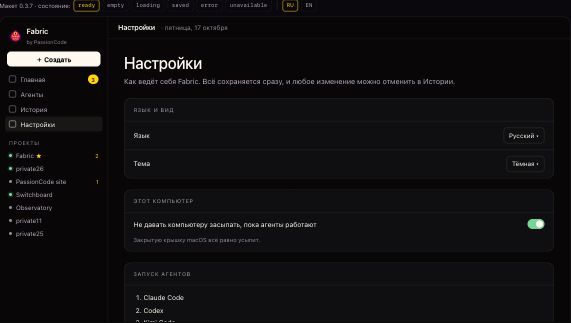 Макет 0.3.7 · состояние: ready empty loading saved error unavailable RU EN
Fabric
by PassionCode
+ Создать
Главная 3
Агенты
История
Настройки
ПРОЕКТЫ
Fabric ★ 2
private26
PassionCode site 1
Switchboard
Observatory
private11
private25
Настройки · пятница, 17 октября
Настройки
Как ведёт себя Fabric. Всё сохраняется сразу, и любое изменение можно отменить в Истории.
ЯЗЫК И ВИД
Язык Русский
Тема Тёмная
ЭТОТ КОМПЬЮТЕР
Не давать компьютеру засыпать, пока агенты работают
Закрытую крышку macOS всё равно усыпит.
ЗАПУСК АГЕНТОВ
1. Claude Code
2. Codex
3. Kimi Code